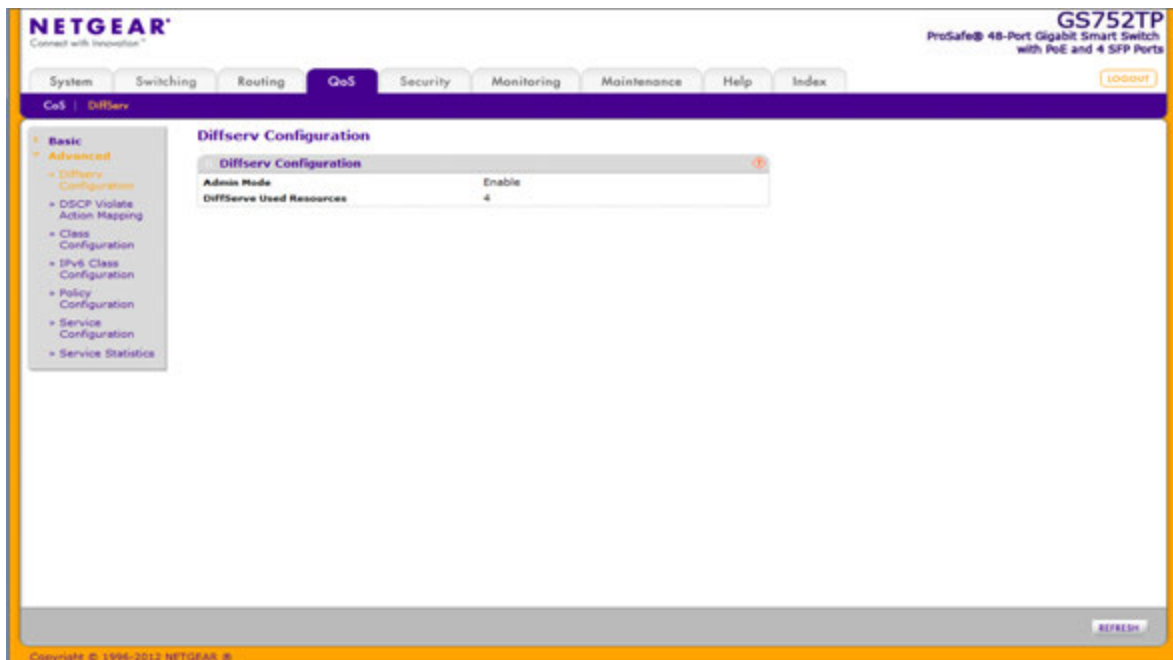 NETGEAR®
Connect with Innovation™
GS752TP
ProSafe® 48-Port Gigabit Smart Switch
with PoE and 4 SFP Ports
System Switching Routing QoS Security Monitoring Maintenance Help Index
LOGOUT
CoS | DiffServ
Basic
Advanced
» Diffserv
Configuration
» DSCP Violate
Action Mapping
» Class
Configuration
» IPv6 Class
Configuration
» Policy
Configuration
» Service
Configuration
» Service Statistics
Diffserv Configuration
Diffserv Configuration
?
Admin Mode Enable
DiffServe Used Resources 4
REFRESH
Copyright © 1996-2012 NETGEAR ®